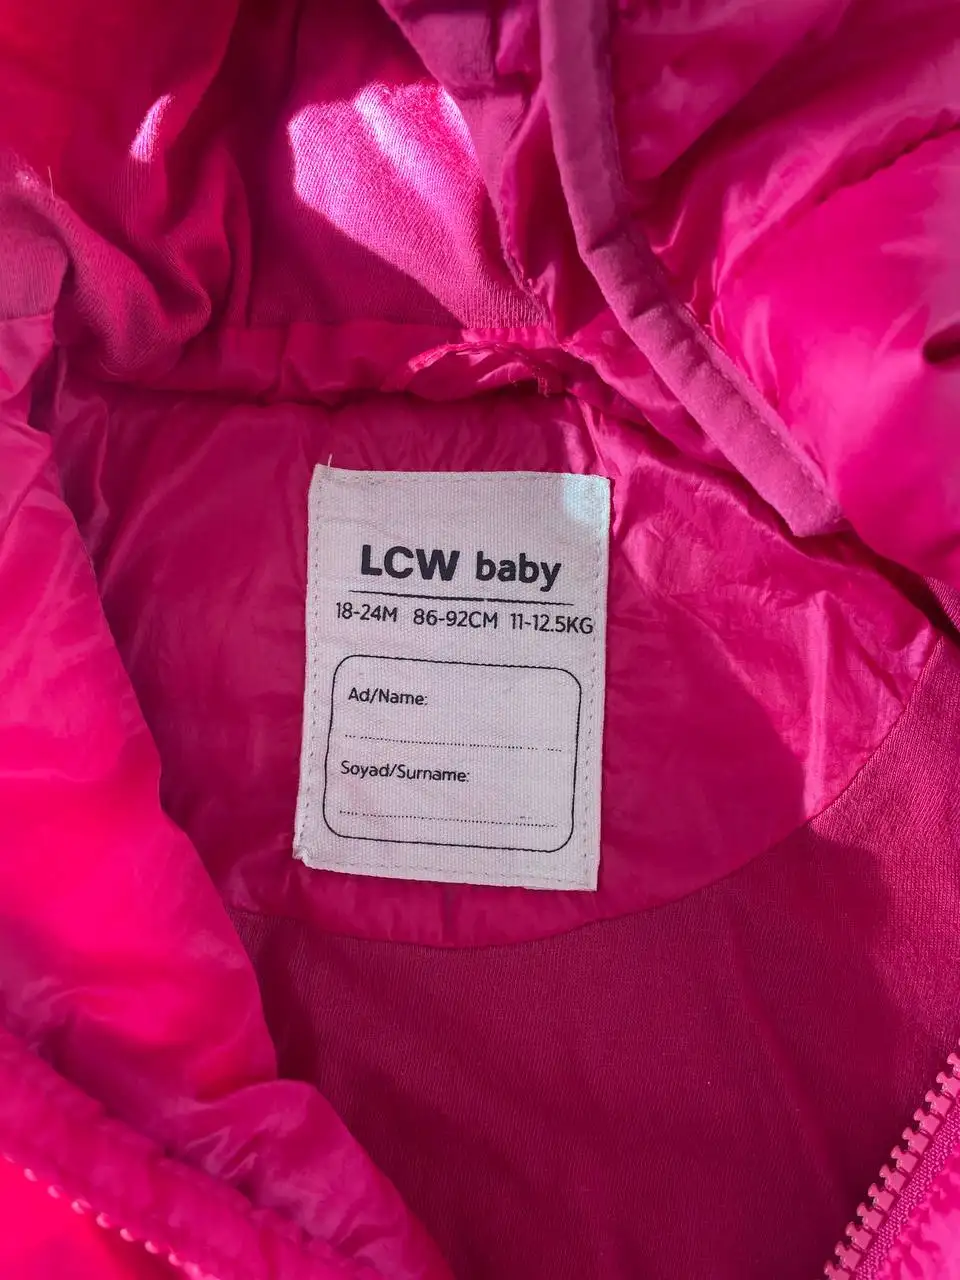 LCW baby
18-24M 86-92CM 11-12.5KG
Ad/Name:
Soyad/Surname: